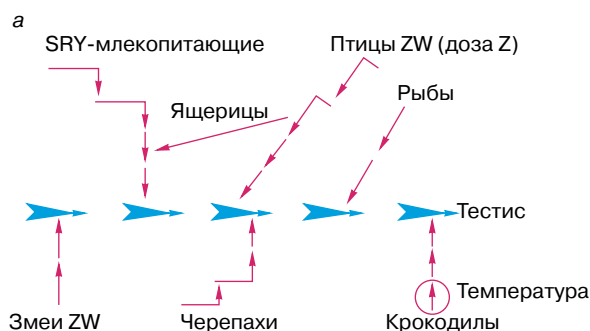 а
SRY-млекопитающие
Птицы ZW (доза Z)
Ящерицы
Рыбы
Тестис
Температура
Змеи ZW
Черепахи
Крокодилы